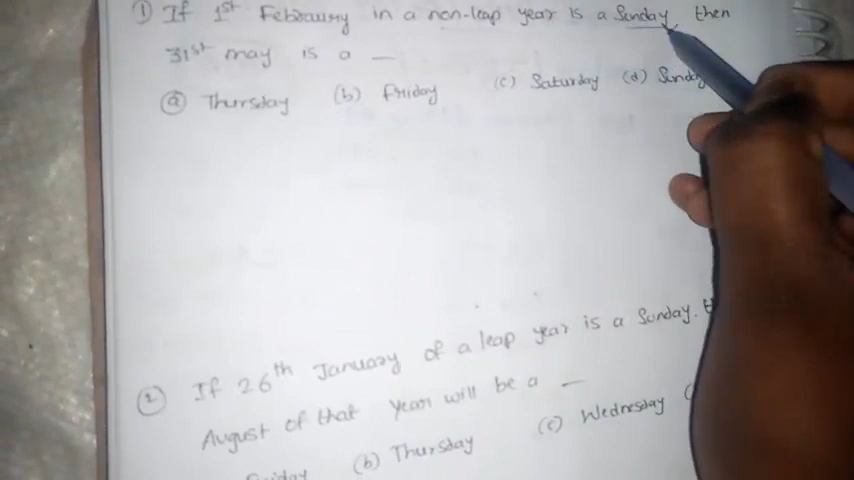 ① If 1st February in a non-leap year is a Sunday then
31st may is a —
(a) Thursday (b) Friday (c) Saturday (d) Sunday
② If 26th January of a leap year is a Sunday.
August of that year will be a —
(b) Thursday (c) Wednesday